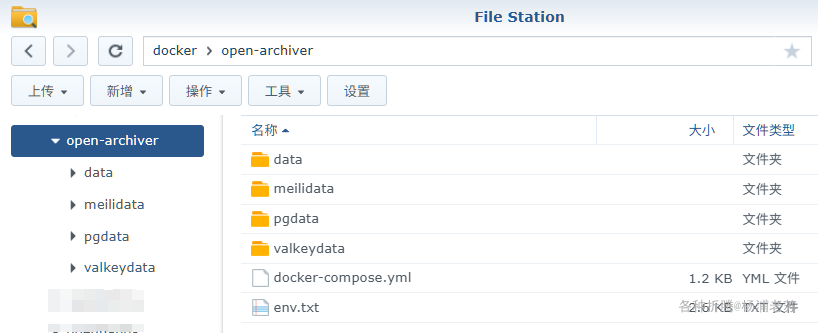 File Station
docker > open-archiver
上传 新增 操作 工具 设置
open-archiver
data
meilidata
pgdata
valkeydata
名称 大小 文件类型
data 文件夹
meilidata 文件夹
pgdata 文件夹
valkeydata 文件夹
docker-compose.yml 1.2 KB YML 文件
env.txt 2.6 KB TXT 文件